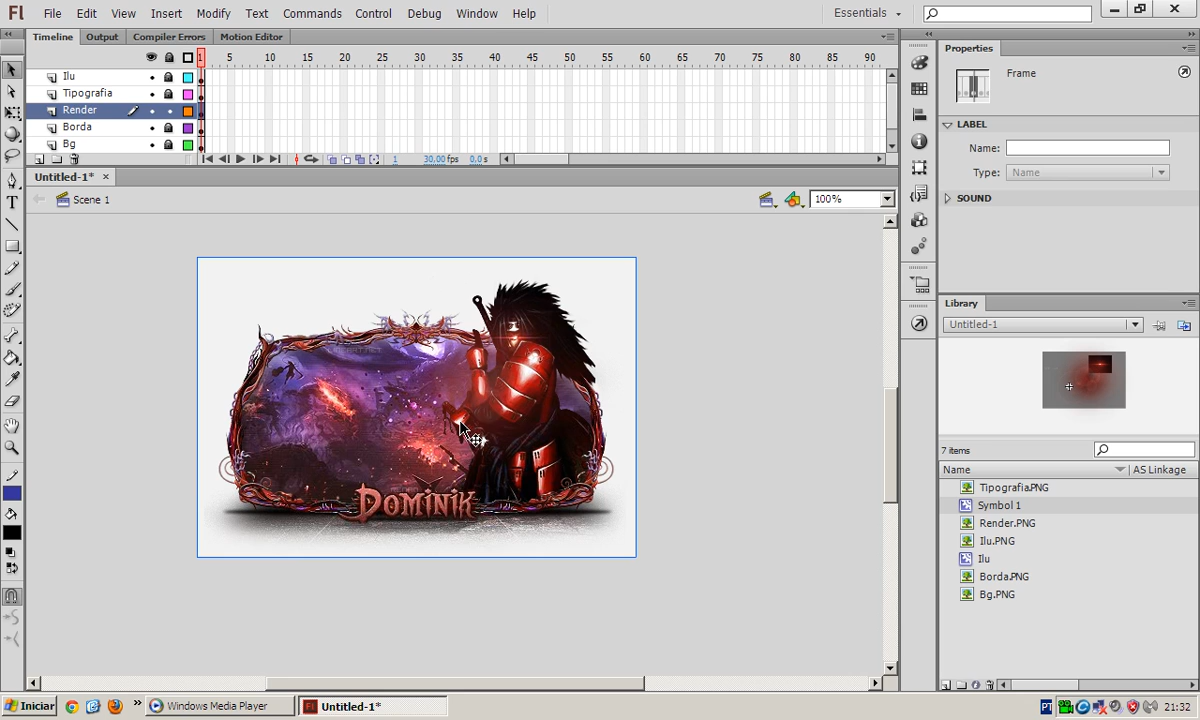 Fl File Edit View Insert Modify Text Commands Control Debug Window Help Essentials
Timeline Output Compiler Errors Motion Editor
1 5 10 15 20 25 30 35 40 45 50 55 60 65 70 75 80 85 90
Ilu
Tipografia
Render
Borda
Bg
1 30,00 fps 0,0 s
Untitled-1*
Scene 1
100%
Dominik
Properties
Frame
LABEL
Name:
Type: Name
SOUND
Library
Untitled-1
7 items
Name AS Linkage
Tipografia.PNG
Symbol 1
Render.PNG
Ilu.PNG
Ilu
Borda.PNG
Bg.PNG
Iniciar
Windows Media Player
Fl Untitled-1*
PT
21:32